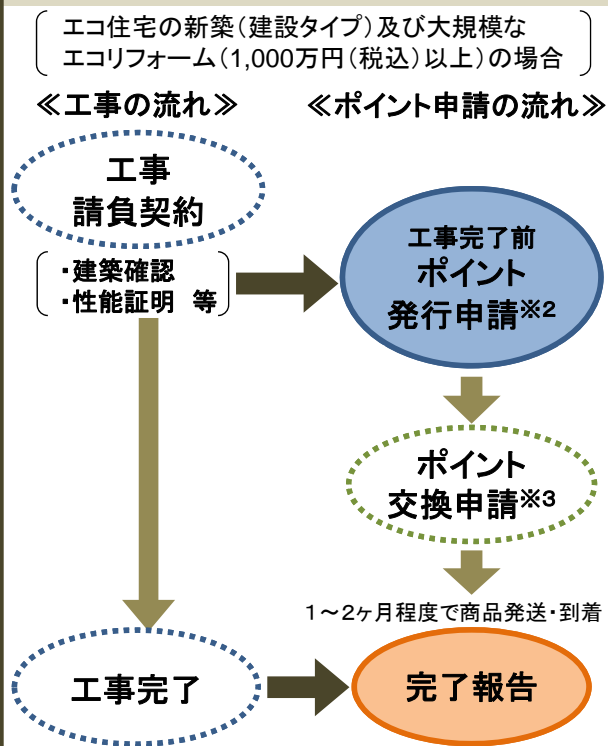 エコ住宅の新築(建設タイプ)及び大規模な
エコリフォーム(1,000万円(税込)以上)の場合
≪工事の流れ≫
≪ポイント申請の流れ≫
工事
請負契約
・建築確認
・性能証明 等
工事完了前
ポイント
発行申請※2
ポイント
交換申請※3
1~2ヶ月程度で商品発送・到着
工事完了
完了報告